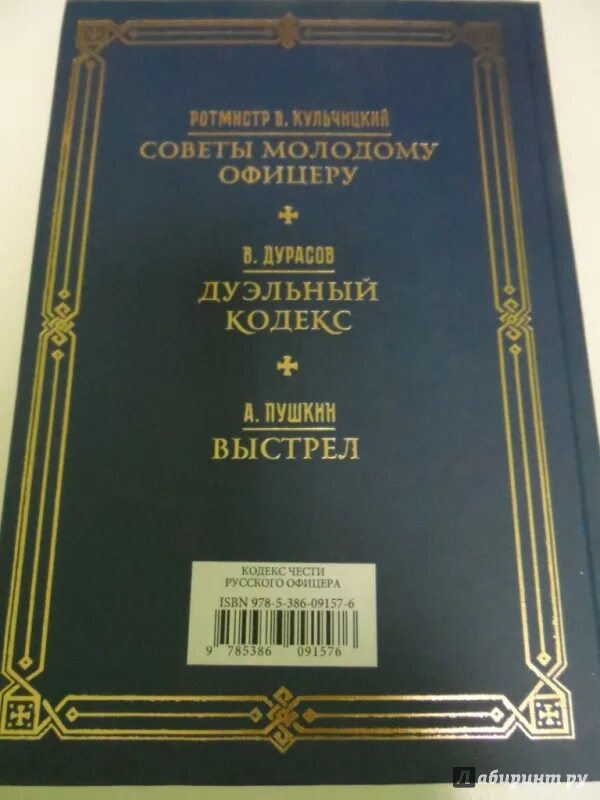 РОТМИСТР В. КУЛЬЧИЦКИЙ
СОВЕТЫ МОЛОДОМУ
ОФИЦЕРУ
В. ДУРАСОВ
ДУЭЛЬНЫЙ
КОДЕКС
А. ПУШКИН
ВЫСТРЕЛ
КОДЕКС ЧЕСТИ
РУССКОГО ОФИЦЕРА
ISBN 978-5-386-09157-6
9 785386 091576
Лабиринт.ру